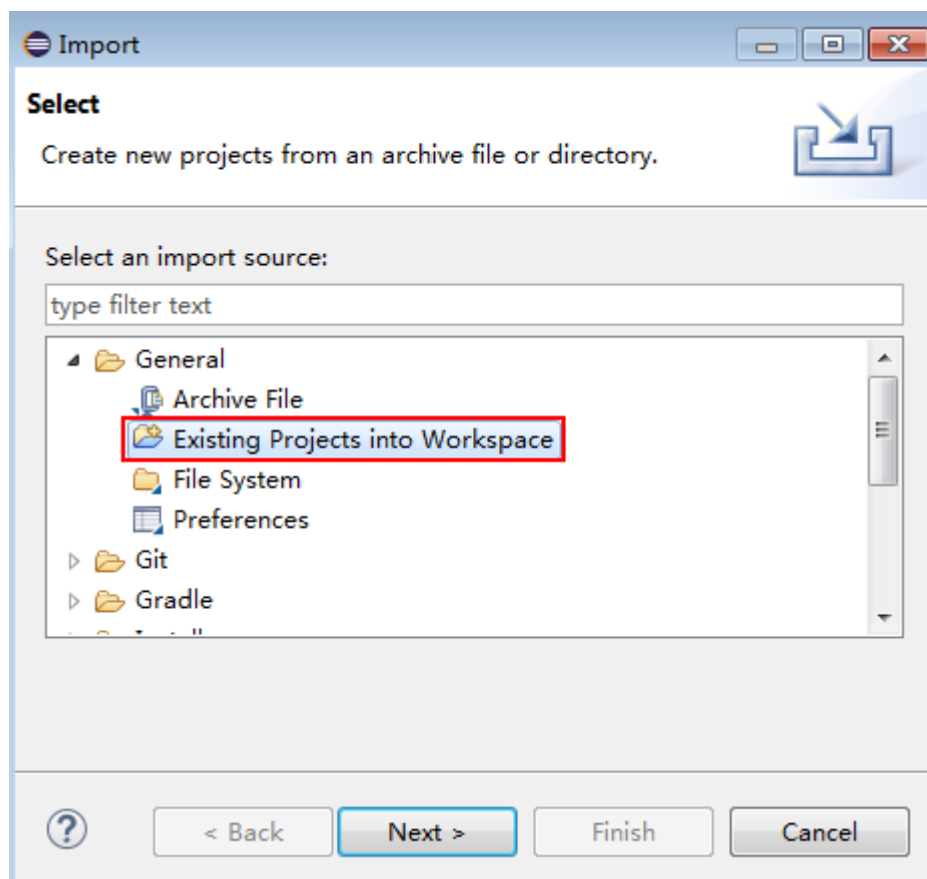 Import
Select
Create new projects from an archive file or directory.
Select an import source:
type filter text
General
Archive File
Existing Projects into Workspace
File System
Preferences
Git
Gradle
?
< Back
Next >
Finish
Cancel